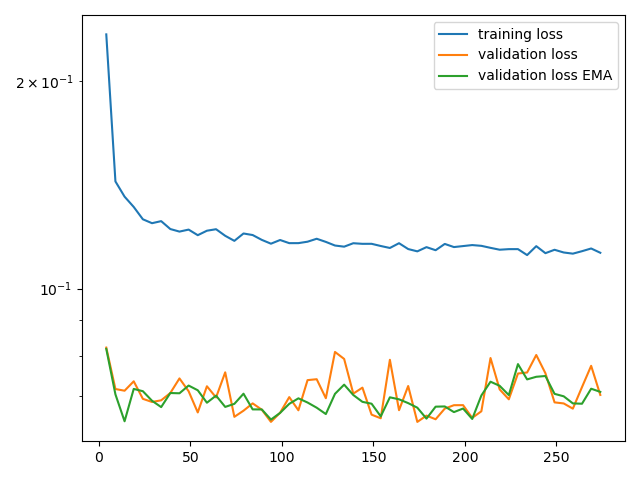 training loss
validation loss
validation loss EMA
2 × 10⁻¹
10⁻¹
0 50 100 150 200 250